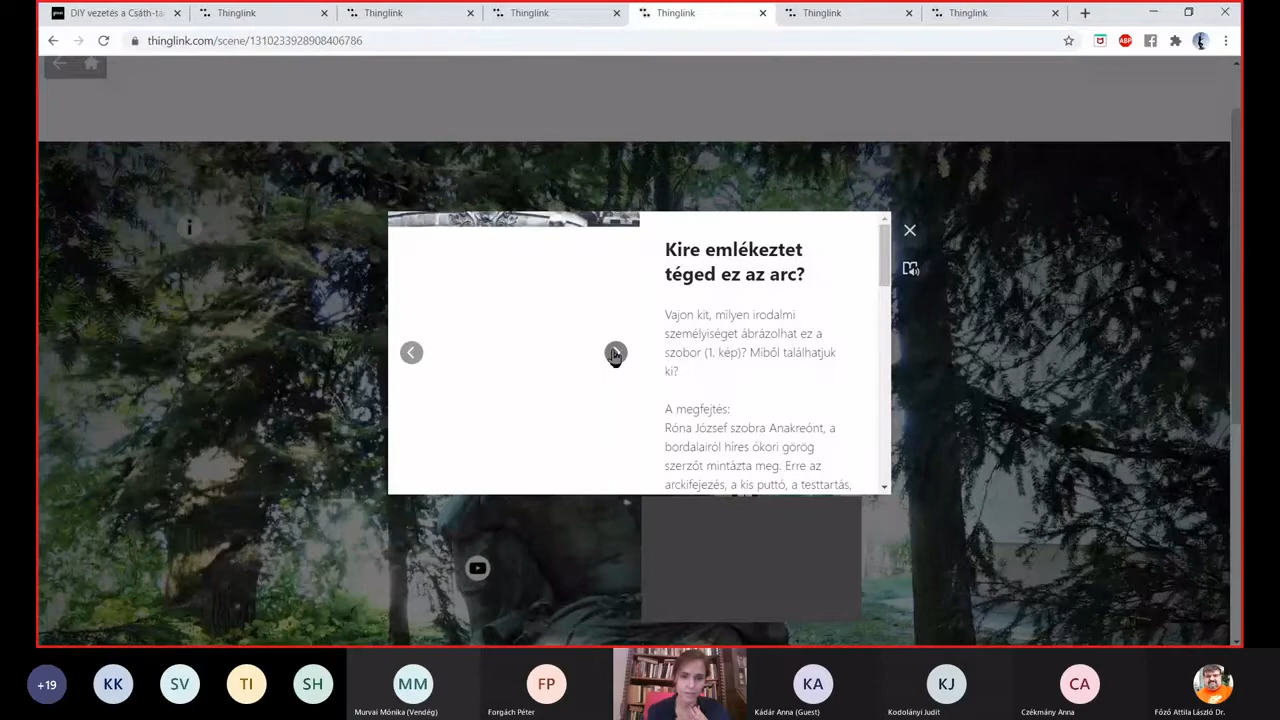 DIY vezetés a Csáth-ta
Thinglink
Thinglink
Thinglink
Thinglink
Thinglink
Thinglink
thinglink.com/scene/1310233928908406786
ABP
Kire emlékeztet
téged ez az arc?
Vajon kit, milyen irodalmi
személyiséget ábrázolhat ez a
szobor (1. kép)? Miből találhatjuk
ki?
A megfejtés:
Róna József szobra Anakreónt, a
bordalairól híres ókori görög
szerzőt mintázta meg. Erre az
arckifejezés, a kis puttó, a testtartás,
+19
KK
SV
TI
SH
MM
FP
KA
KJ
CA
Murvai Mónika (Vendég)
Forgách Péter
Kádár Anna (Guest)
Kodolányi Judit
Czékmány Anna
Főző Attila László Dr.